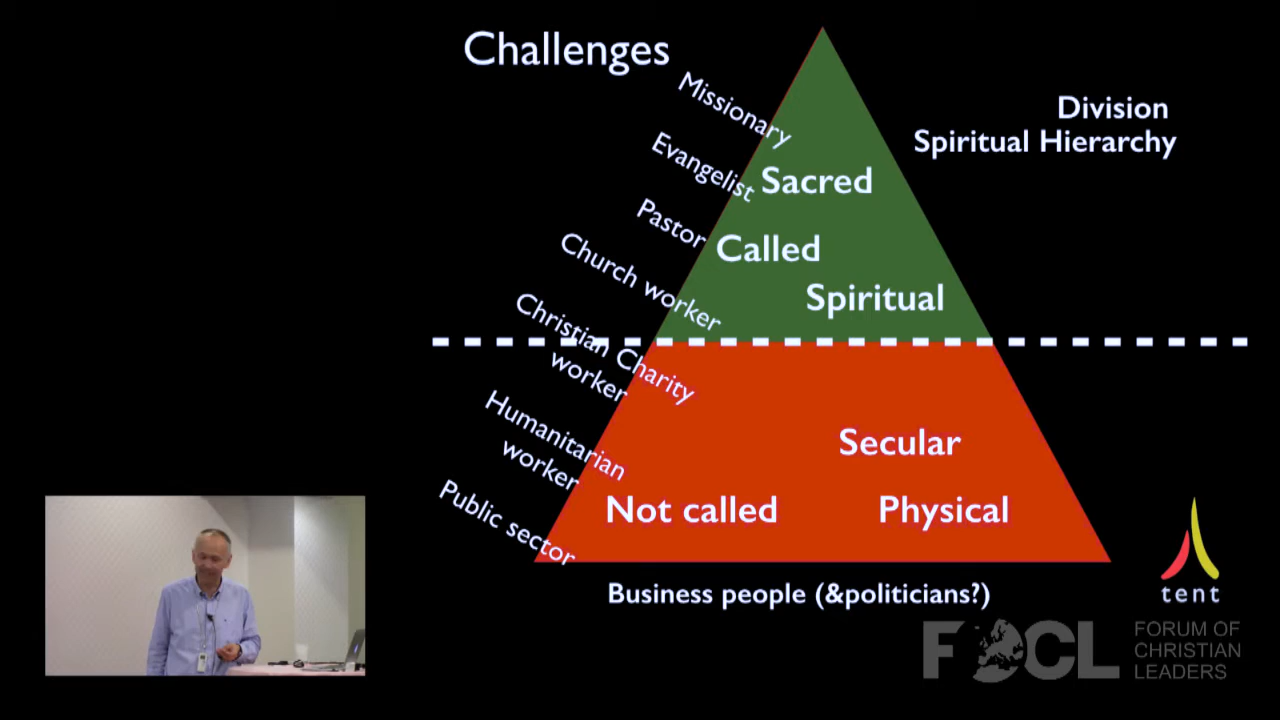 Challenges
Division
Spiritual Hierarchy
Missionary
Evangelist
Pastor
Church worker
Christian Charity
worker
Humanitarian
worker
Public sector
Sacred
Called
Spiritual
Secular
Not called
Physical
Business people (&politicians?)
tent
FOCL
FORUM OF
CHRISTIAN
LEADERS